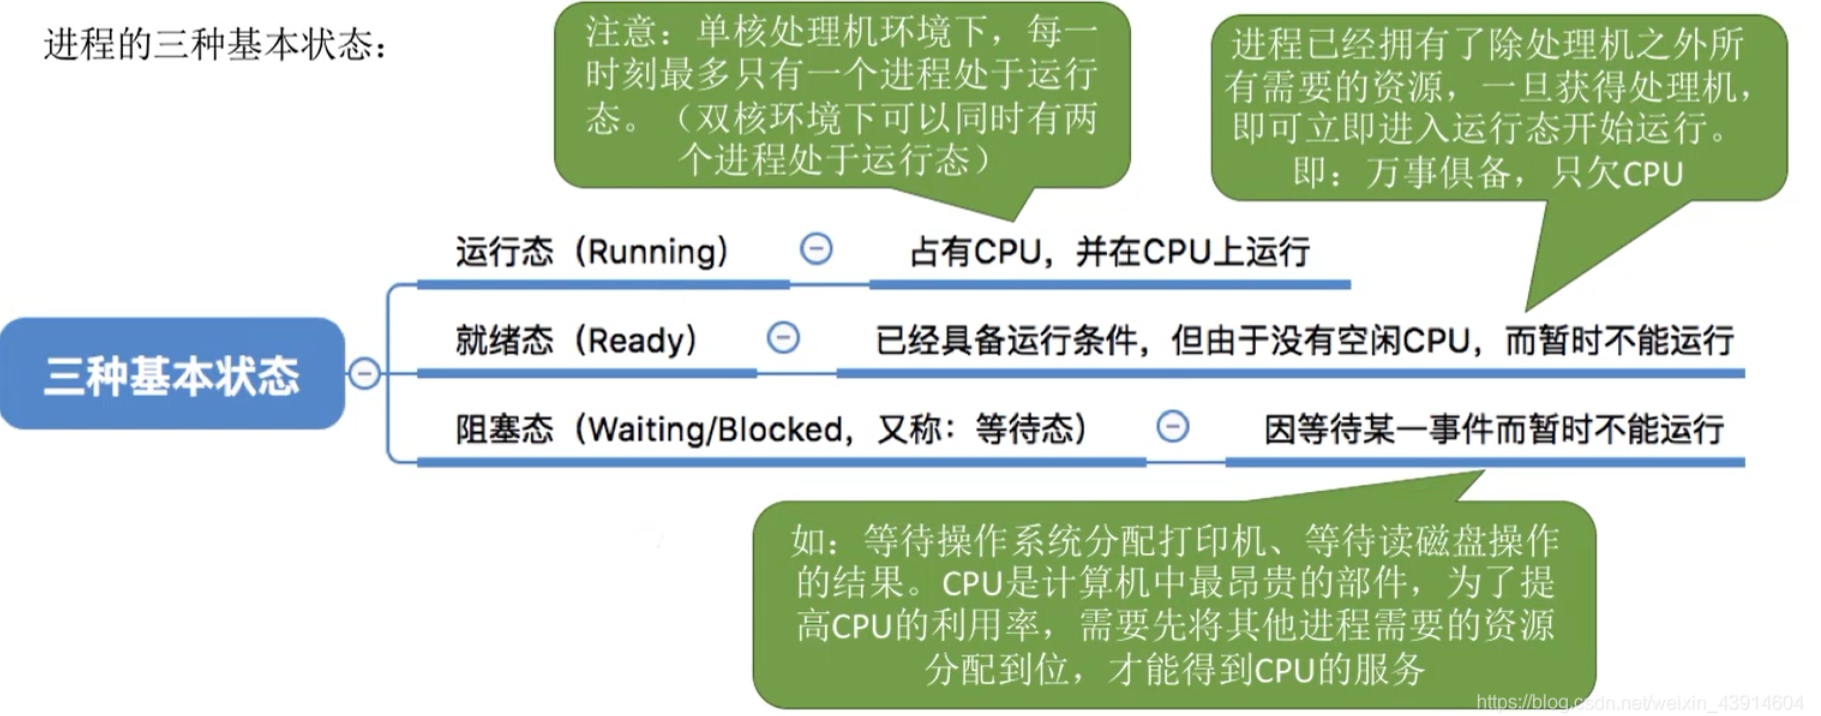 进程的三种基本状态：
注意：单核处理机环境下，每一
时刻最多只有一个进程处于运行
态。（双核环境下可以同时有两
个进程处于运行态）
进程已经拥有了除处理机之外所
有需要的资源，一旦获得处理机，
即可立即进入运行态开始运行。
即：万事俱备，只欠CPU
三种基本状态
运行态（Running） 占有CPU，并在CPU上运行
就绪态（Ready） 已经具备运行条件，但由于没有空闲CPU，而暂时不能运行
阻塞态（Waiting/Blocked，又称：等待态） 因等待某一事件而暂时不能运行
如：等待操作系统分配打印机、等待读磁盘操作
的结果。CPU是计算机中最昂贵的部件，为了提
高CPU的利用率，需要先将其他进程需要的资源
分配到位，才能得到CPU的服务
https://blog.csdn.net/weixin_43914604